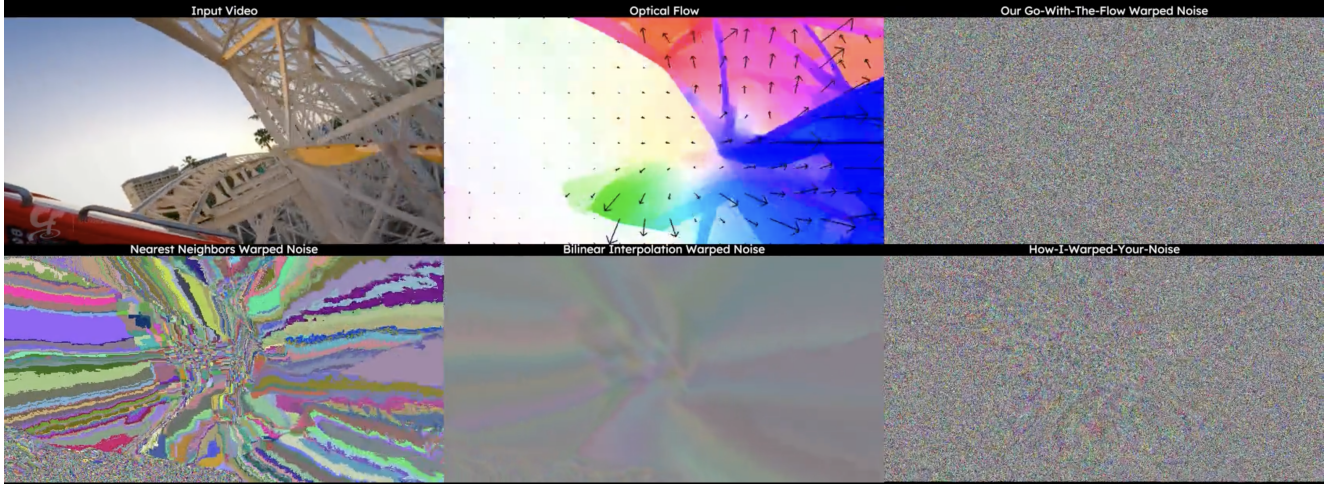 Input Video
Optical Flow
Our Go-With-The-Flow Warped Noise
Nearest Neighbors Warped Noise
Bilinear Interpolation Warped Noise
How-I-Warped-Your-Noise